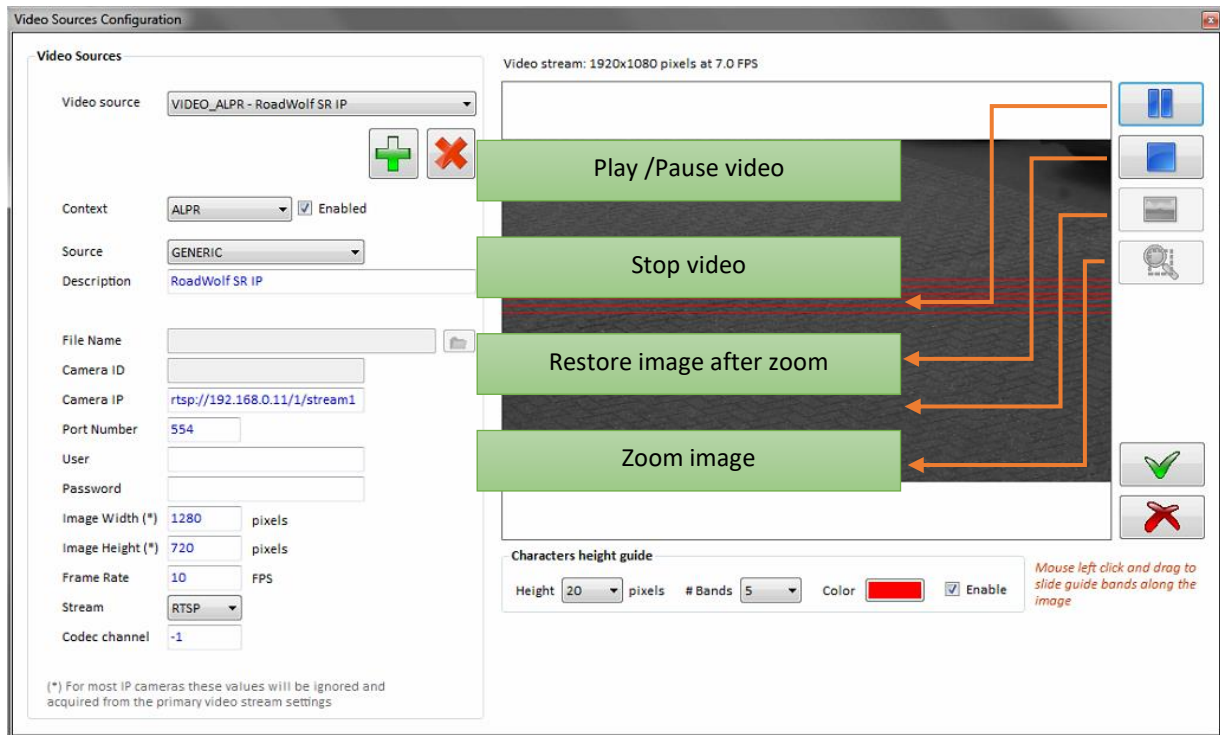 Video Sources Configuration
Video Sources
Video source VIDEO_ALPR - RoadWolf SR IP
Context ALPR Enabled
Source GENERIC
Description RoadWolf SR IP
File Name
Camera ID
Camera IP rtsp://192.168.0.11/1/stream1
Port Number 554
User
Password
Image Width (*) 1280 pixels
Image Height (*) 720 pixels
Frame Rate 10 FPS
Stream RTSP
Codec channel -1
(*) For most IP cameras these values will be ignored and
acquired from the primary video stream settings
Video stream: 1920x1080 pixels at 7.0 FPS
Play /Pause video
Stop video
Restore image after zoom
Zoom image
Characters height guide
Height 20 pixels # Bands 5 Color Enable
Mouse left click and drag to
slide guide bands along the
image